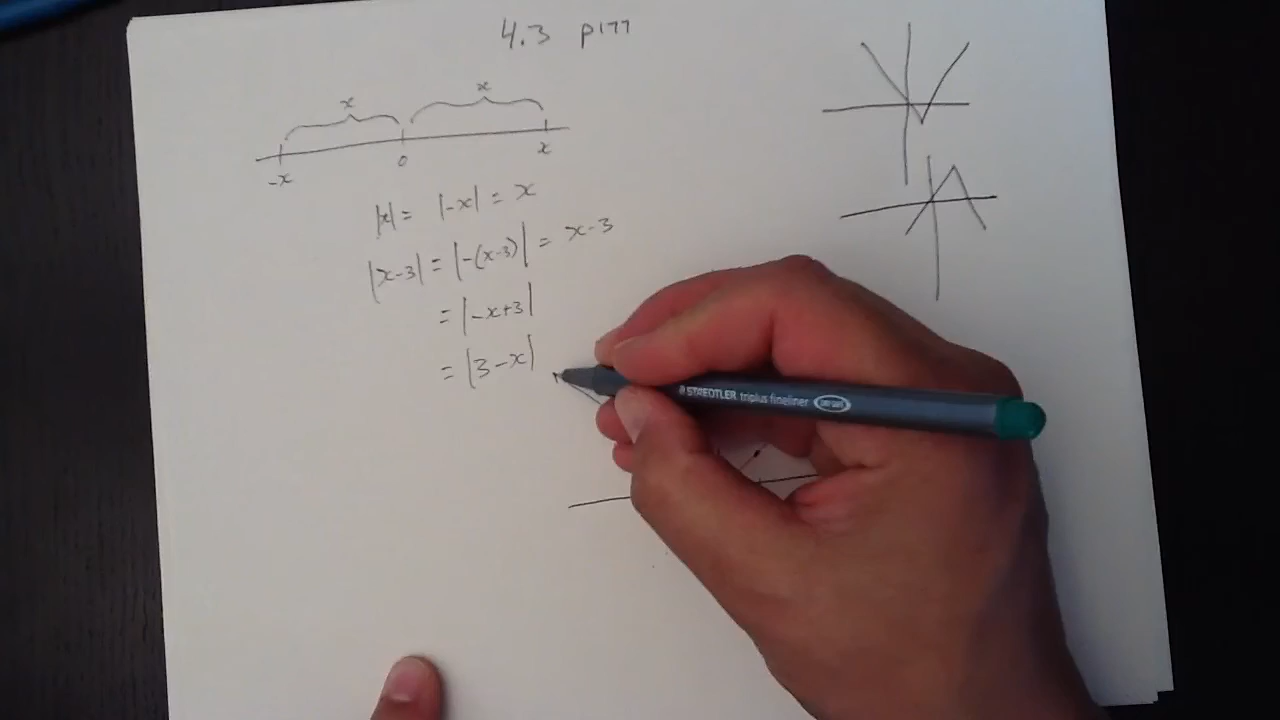 4.3 p177
x x
-x 0 x
|x| = |-x| = x
|x-3| = |-(x-3)| = x-3
= |-x+3|
= |3-x|
STAEDTLER triplus fineliner